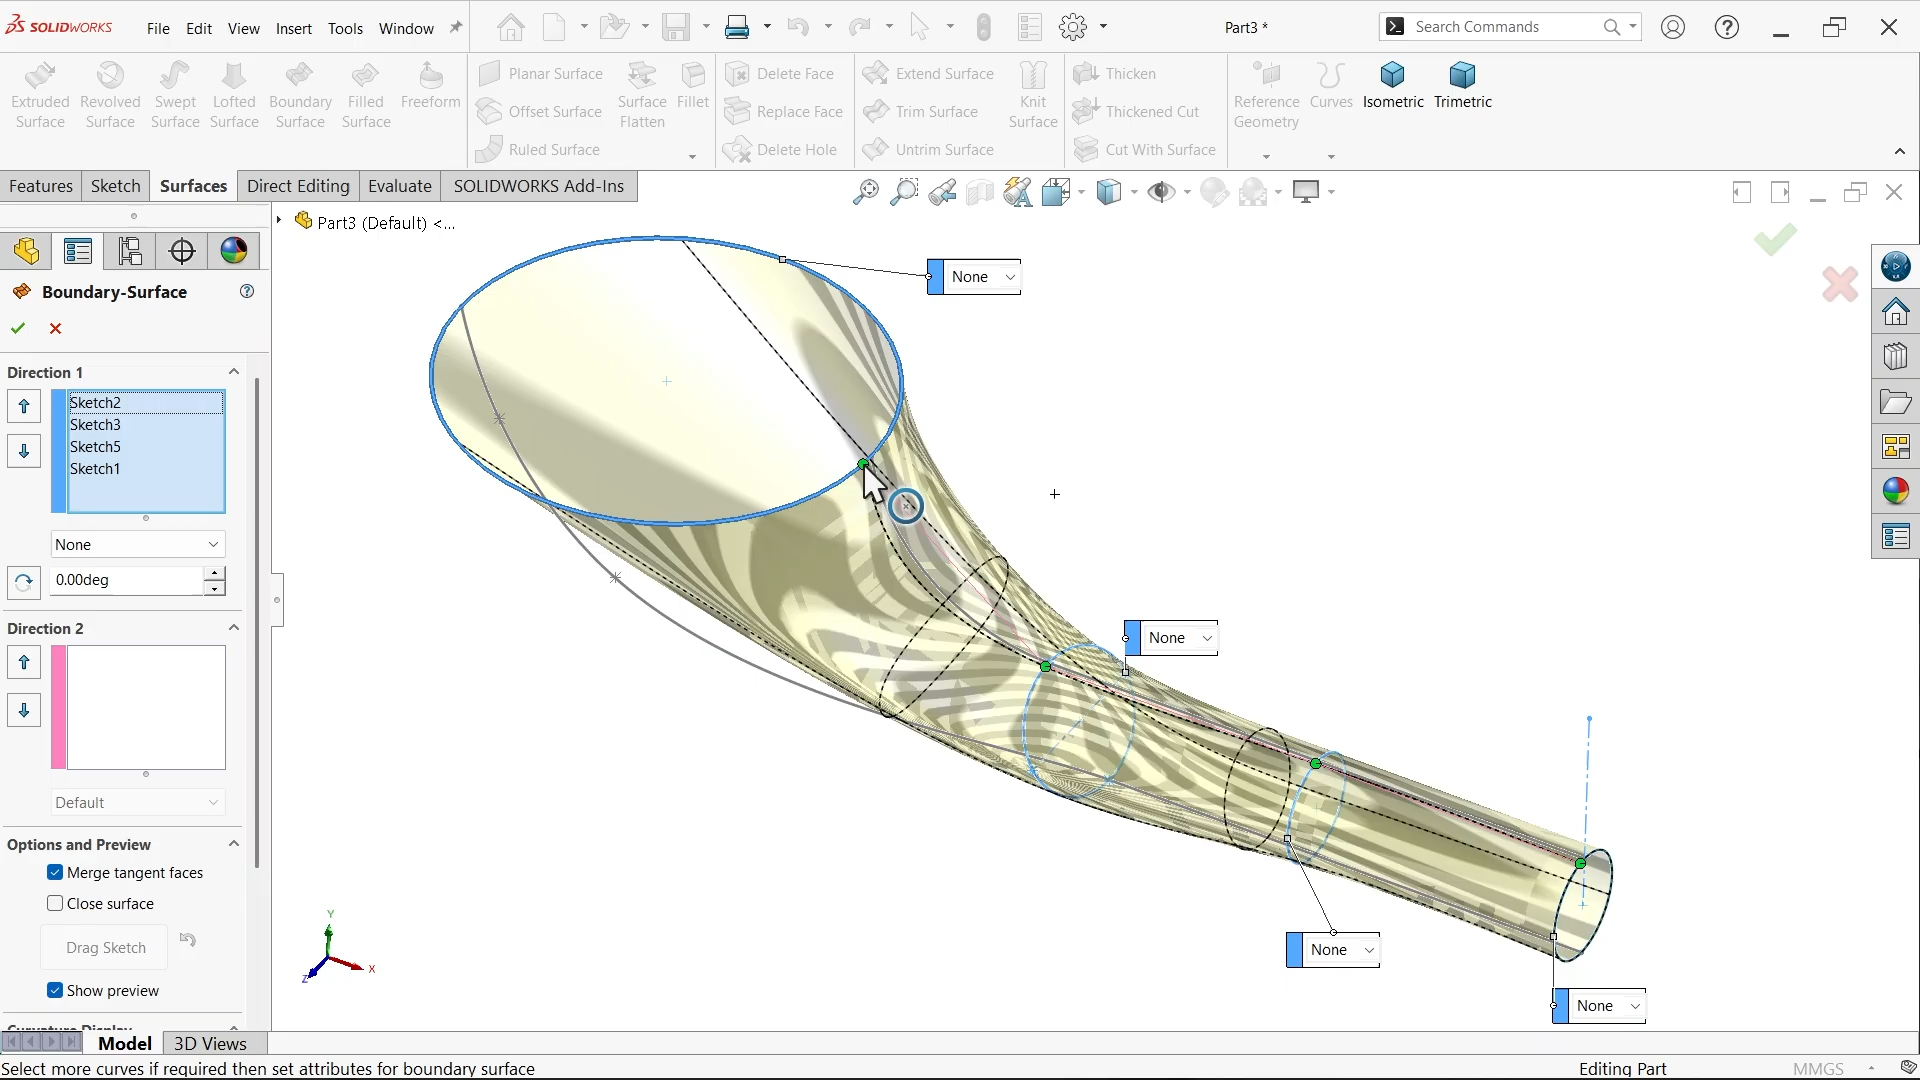 SOLIDWORKS
File Edit View Insert Tools Window
Part3 *
Search Commands
Extruded Surface
Revolved Surface
Swept Surface
Lofted Surface
Boundary Surface
Filled Surface
Freeform
Planar Surface
Offset Surface
Ruled Surface
Surface Flatten
Fillet
Delete Face
Replace Face
Delete Hole
Extend Surface
Trim Surface
Untrim Surface
Knit Surface
Thicken
Thickened Cut
Cut With Surface
Reference Geometry
Curves
Isometric
Trimetric
Features Sketch Surfaces Direct Editing Evaluate SOLIDWORKS Add-Ins
Part3 (Default) <...
Boundary-Surface
Direction 1
Sketch2
Sketch3
Sketch5
Sketch1
None
0.00deg
Direction 2
Default
Options and Preview
Merge tangent faces
Close surface
Drag Sketch
Show preview
None
None
None
None
Y
X
Z
Model 3D Views
Select more curves if required then set attributes for boundary surface
Editing Part
MMGS